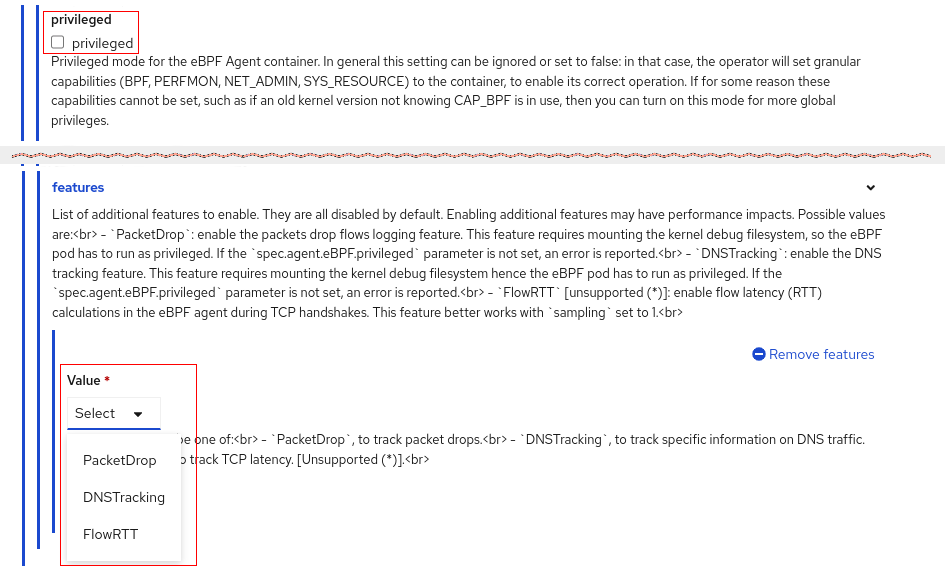 privileged
privileged
Privileged mode for the eBPF Agent container. In general this setting can be ignored or set to false: in that case, the operator will set granular
capabilities (BPF, PERFMON, NET_ADMIN, SYS_RESOURCE) to the container, to enable its correct operation. If for some reason these
capabilities cannot be set, such as if an old kernel version not knowing CAP_BPF is in use, then you can turn on this mode for more global
privileges.
features
List of additional features to enable. They are all disabled by default. Enabling additional features may have performance impacts. Possible values
are:<br> - `PacketDrop`: enable the packets drop flows logging feature. This feature requires mounting the kernel debug filesystem, so the eBPF
pod has to run as privileged. If the `spec.agent.eBPF.privileged` parameter is not set, an error is reported.<br> - `DNSTracking`: enable the DNS
tracking feature. This feature requires mounting the kernel debug filesystem hence the eBPF pod has to run as privileged. If the
`spec.agent.eBPF.privileged` parameter is not set, an error is reported.<br> - `FlowRTT` [unsupported (*)]: enable flow latency (RTT)
calculations in the eBPF agent during TCP handshakes. This feature better works with `sampling` set to 1.<br>
Remove features
Value *
Select
be one of:<br> - `PacketDrop`, to track packet drops.<br> - `DNSTracking`, to track specific information on DNS traffic.
to track TCP latency. [Unsupported (*)].<br>
PacketDrop
DNSTracking
FlowRTT